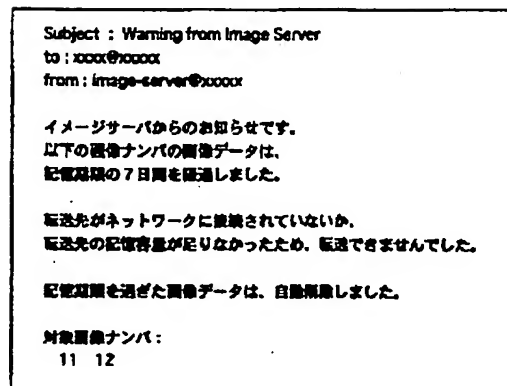 Subject : Warning from Image Server
to : xxxx@xxxxx
from : image-server@xxxxx
イメージサーバからのお知らせです。
以下の画像ナンバの画像データは、
記憶期限の7日間を経過しました。
転送先がネットワークに接続されていないか、
転送先の記憶容量が足りなかったため、転送できませんでした。
記憶期限を過ぎた画像データは、自動削除しました。
対象画像ナンバ:
11 12